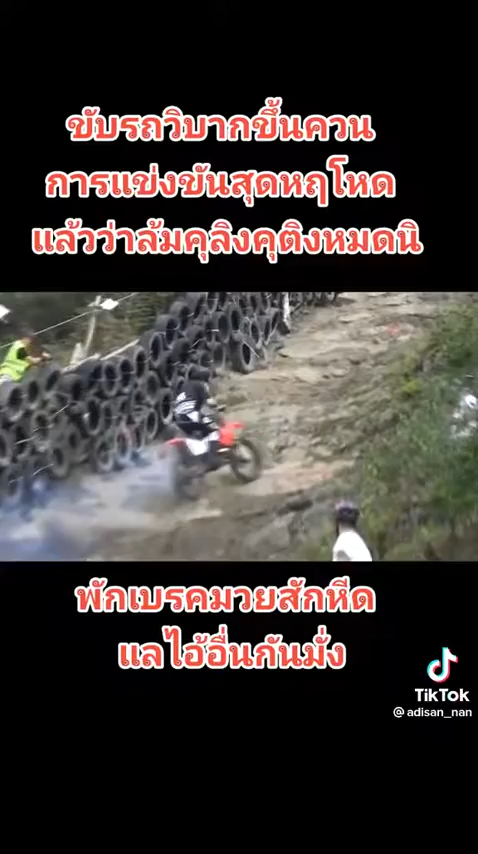 ขับรถวิบากขึ้นควน
การแข่งขันสุดหฤโหด
แล้วว่าล้มคุลิงคุติงหมดนิ
พักเบรคมวยสักหีด
แลไอ้อื่นกันมั่ง
TikTok
@adisan_nan